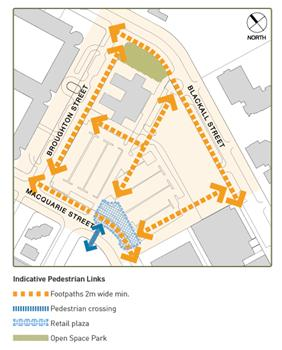 NORTH
BROUGHTON STREET
BLACKALL STREET
MACQUARIE STREET
Indicative Pedestrian Links
Footpaths 2m wide min.
Pedestrian crossing
Retail plaza
Open Space Park